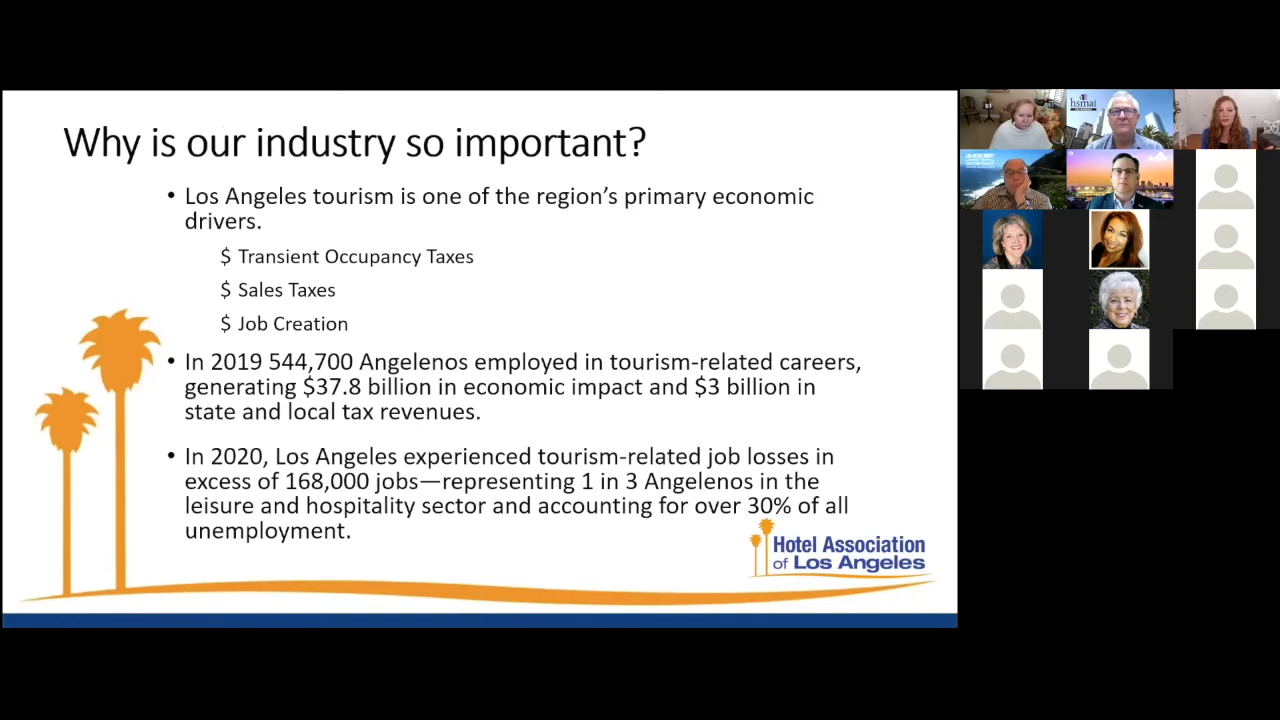 Why is our industry so important?
• Los Angeles tourism is one of the region's primary economic
drivers.
$ Transient Occupancy Taxes
$ Sales Taxes
$ Job Creation
• In 2019 544,700 Angelenos employed in tourism-related careers,
generating $37.8 billion in economic impact and $3 billion in
state and local tax revenues.
• In 2020, Los Angeles experienced tourism-related job losses in
excess of 168,000 jobs—representing 1 in 3 Angelenos in the
leisure and hospitality sector and accounting for over 30% of all
unemployment.
Hotel Association
of Los Angeles
hsmai